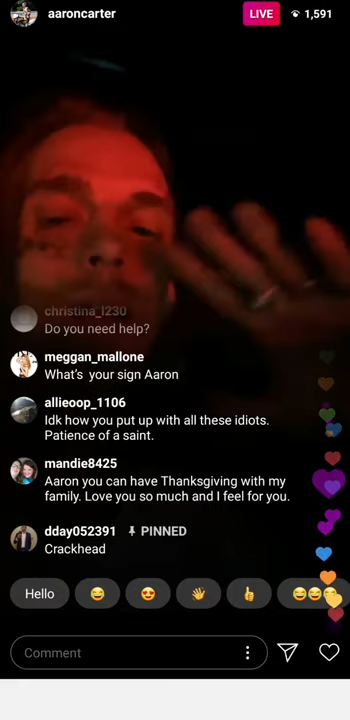 aaroncarter
LIVE
1,591
christina_l230
Do you need help?
meggan_mallone
What's your sign Aaron
allieoop_1106
Idk how you put up with all these idiots.
Patience of a saint.
mandie8425
Aaron you can have Thanksgiving with my
family. Love you so much and I feel for you.
dday052391 PINNED
Crackhead
Hello
Comment